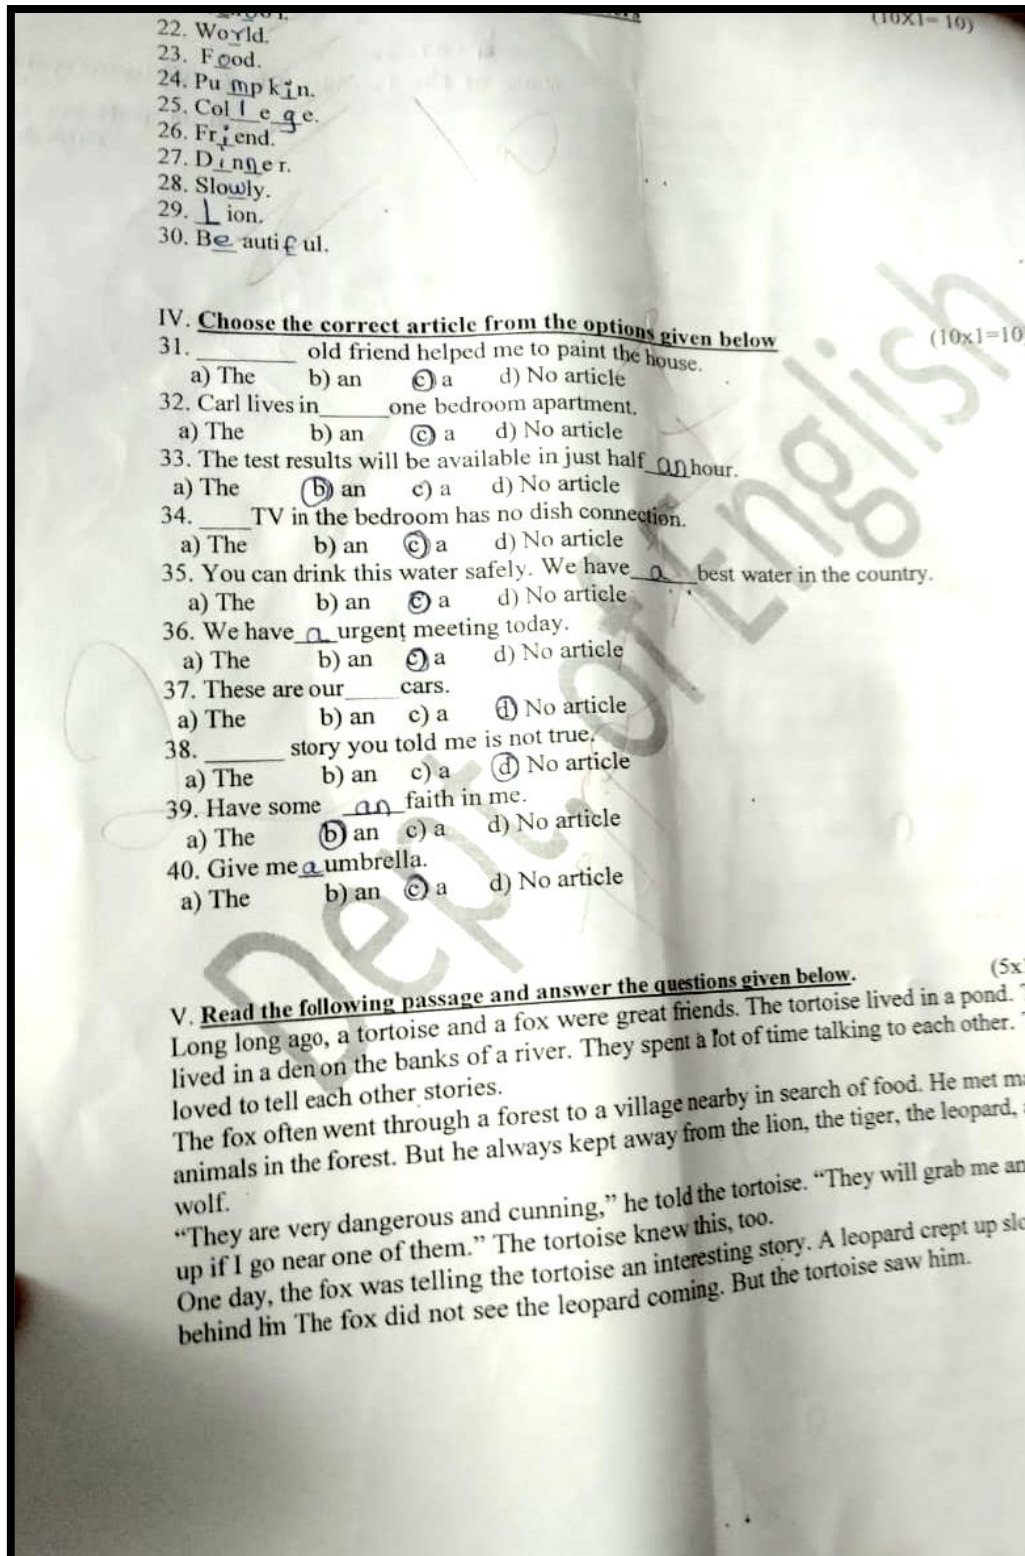 (10X1=10)
22. World.
23. Food.
24. Pumpkin.
25. College.
26. Friend.
27. Dinner.
28. Slowly.
29. Lion.
30. Beautiful.
IV. Choose the correct article from the options given below (10x1=10
31. ________ old friend helped me to paint the house.
a) The b) an c) a d) No article
32. Carl lives in______one bedroom apartment.
a) The b) an c) a d) No article
33. The test results will be available in just half an hour.
a) The b) an c) a d) No article
34. ____TV in the bedroom has no dish connection.
a) The b) an c) a d) No article
35. You can drink this water safely. We have a best water in the country.
a) The b) an c) a d) No article
36. We have a urgent meeting today.
a) The b) an c) a d) No article
37. These are our____ cars.
a) The b) an c) a d) No article
38. ______ story you told me is not true.
a) The b) an c) a d) No article
39. Have some an faith in me.
a) The b) an c) a d) No article
40. Give me a umbrella.
a) The b) an c) a d) No article
Dept. of English
V. Read the following passage and answer the questions given below. (5x
Long long ago, a tortoise and a fox were great friends. The tortoise lived in a pond.
lived in a den on the banks of a river. They spent a lot of time talking to each other.
loved to tell each other stories.
The fox often went through a forest to a village nearby in search of food. He met
animals in the forest. But he always kept away from the lion, the tiger, the leopard,
wolf.
“They are very dangerous and cunning,” he told the tortoise. “They will grab me
up if I go near one of them.” The tortoise knew this, too.
One day, the fox was telling the tortoise an interesting story. A leopard crept up
behind The fox did not see the leopard coming. But the tortoise saw him.